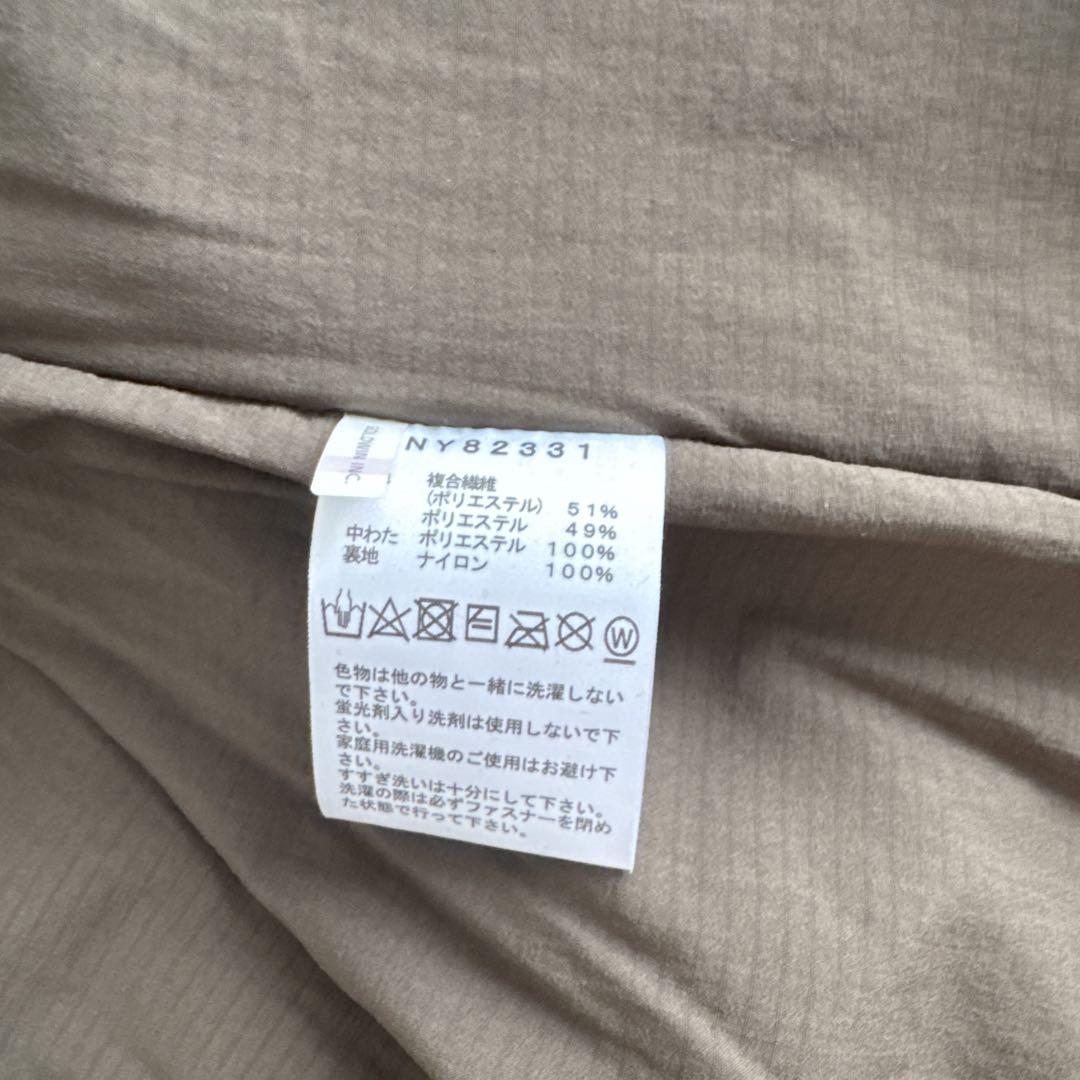 GOLDWIN INC
NY82331
複合繊維
(ポリエステル) 51%
ポリエステル 49%
中わた ポリエステル 100%
裏地 ナイロン 100%
W
色物は他の物と一緒に洗濯しない
で下さい。
蛍光剤入り洗剤は使用しないで下
さい。
家庭用洗濯機のご使用はお避け下
さい。
すすぎ洗いは十分にして下さい。
洗濯の際は必ずファスナーを閉め
た状態で行って下さい。